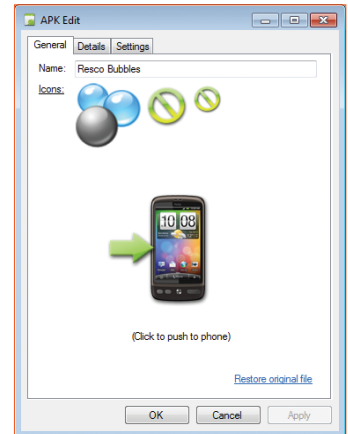 APK Edit
General Details Settings
Name: Resco Bubbles
Icons:
10 08
(Click to push to phone)
Restore original file
OK Cancel Apply